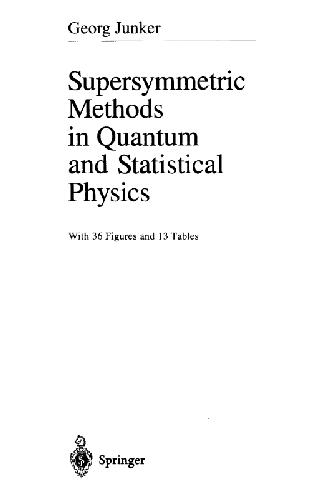 Georg Junker
Supersymmetric
Methods
in Quantum
and Statistical
Physics
With 36 Figures and 13 Tables
Springer